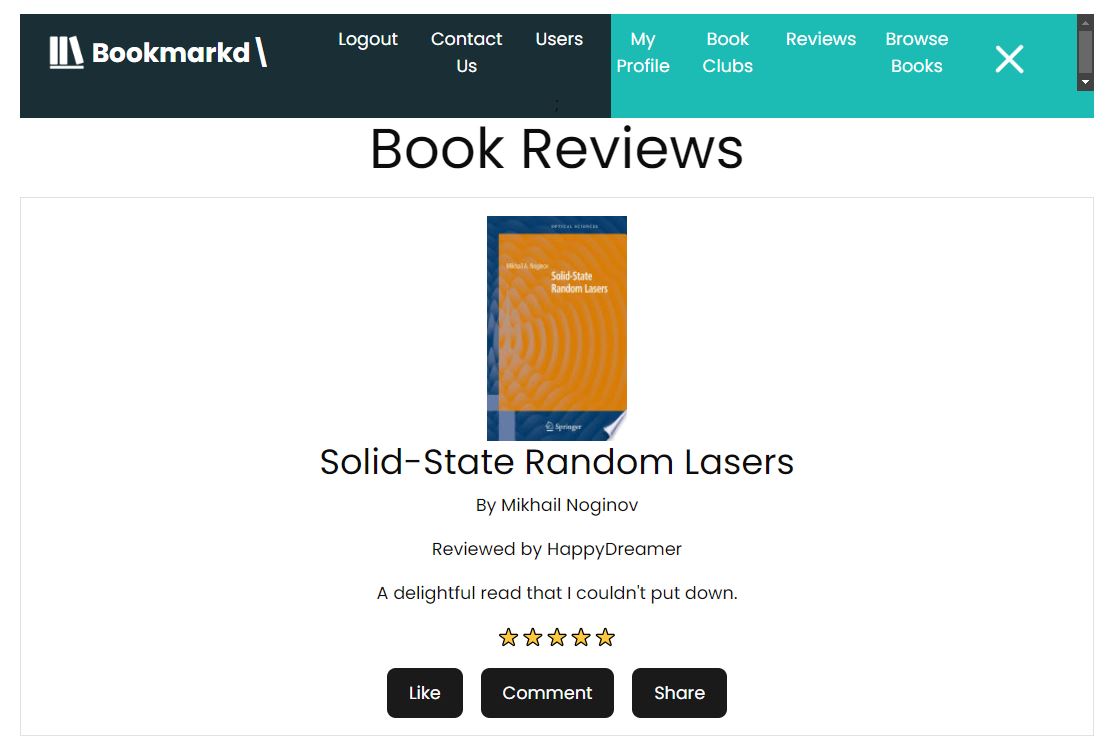 Bookmarkd \
Logout
Contact
Us
Users
My
Profile
Book
Clubs
Reviews
Browse
Books
;
Book Reviews
OPTICAL SCIENCES
Mikhail A. Noginov
Solid-State
Random Lasers
Springer
Solid-State Random Lasers
By Mikhail Noginov
Reviewed by HappyDreamer
A delightful read that I couldn't put down.
Like
Comment
Share